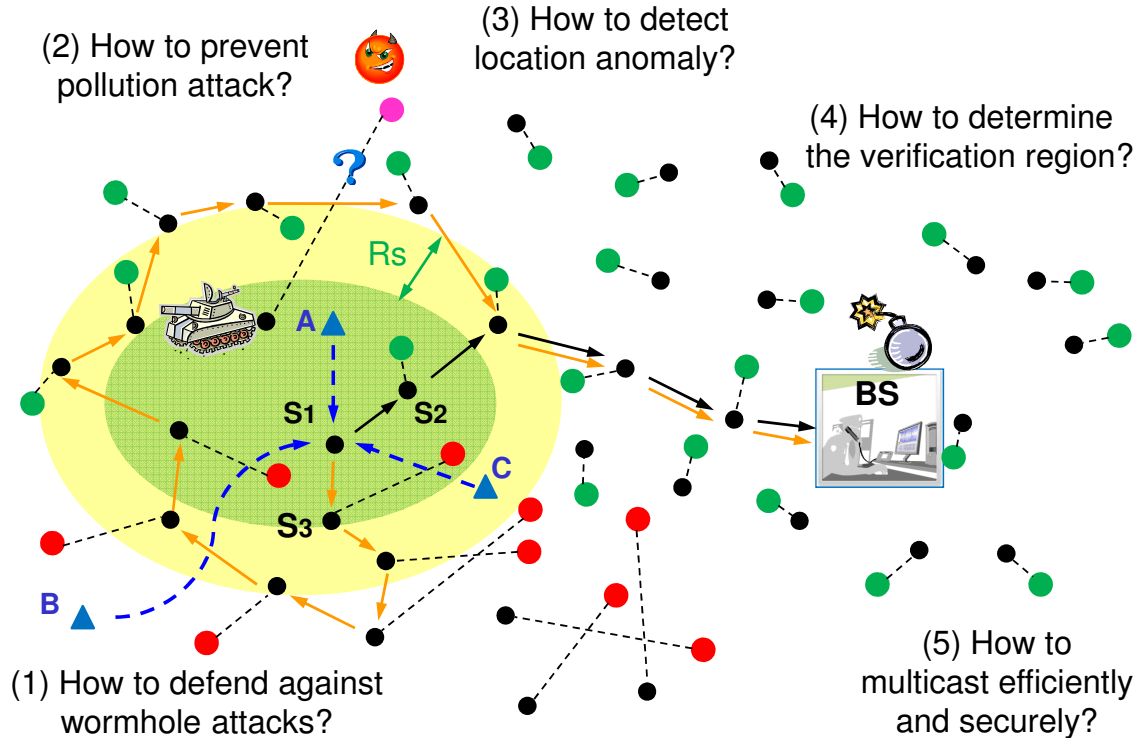 (2) How to prevent
pollution attack?
(3) How to detect
location anomaly?
(4) How to determine
the verification region?
?
Rs
A
S1
S2
BS
C
S3
B
(1) How to defend against
wormhole attacks?
(5) How to
multicast efficiently
and securely?